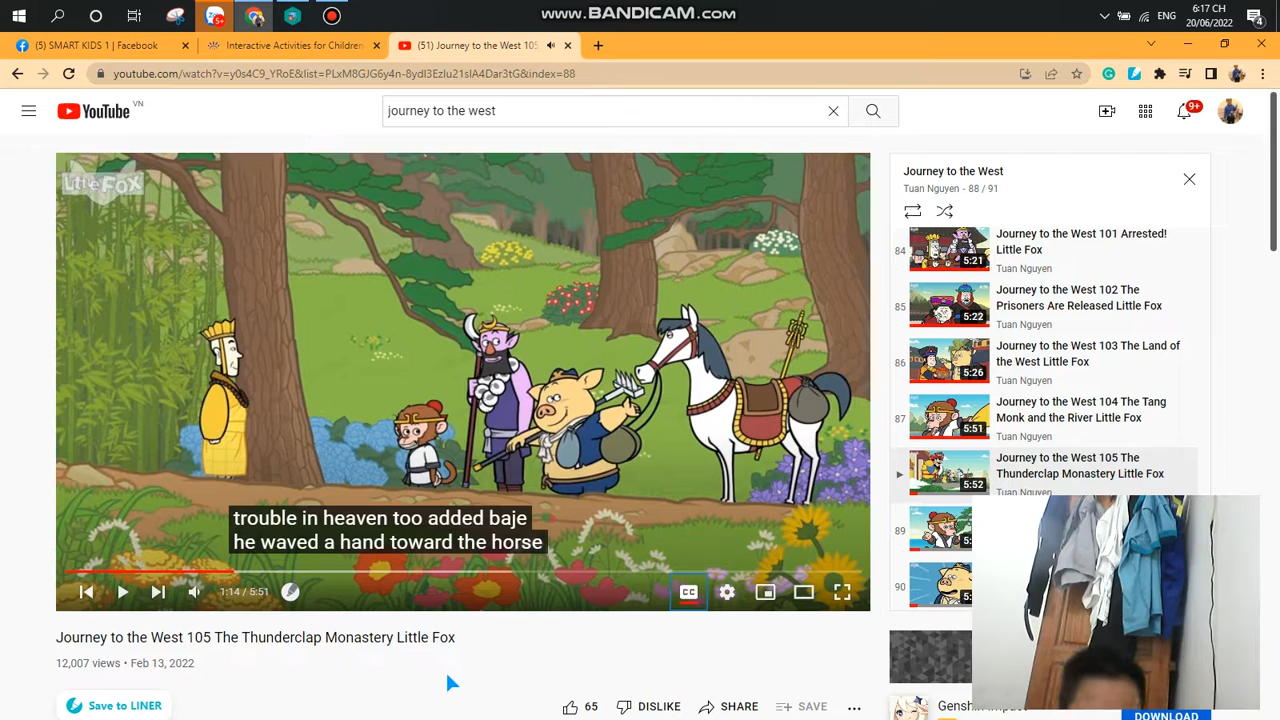 www.BANDICAM.com
5+
ENG
6:17 CH
20/06/2022
4
(5) SMART KIDS 1 | Facebook
Interactive Activities for Children
(51) Journey to the West 105
youtube.com/watch?v=y0s4C9_YRoE&list=PLxM8GJG6y4n-8ydI3EzIu21sIA4Dar3tG&index=88
YouTube VN
journey to the west
9+
Little Fox
trouble in heaven too added baje
he waved a hand toward the horse
1:14 / 5:51
CC
Journey to the West 105 The Thunderclap Monastery Little Fox
12,007 views • Feb 13, 2022
Save to LINER
65
DISLIKE
SHARE
SAVE
Journey to the West
Tuan Nguyen - 88 / 91
84
5:21
Journey to the West 101 Arrested!
Little Fox
Tuan Nguyen
85
5:22
Journey to the West 102 The
Prisoners Are Released Little Fox
Tuan Nguyen
86
5:26
Journey to the West 103 The Land of
the West Little Fox
Tuan Nguyen
87
5:51
Journey to the West 104 The Tang
Monk and the River Little Fox
Tuan Nguyen
5:52
Journey to the West 105 The
Thunderclap Monastery Little Fox
Tuan Nguyen
89
90
Genshin Impact
DOWNLOAD